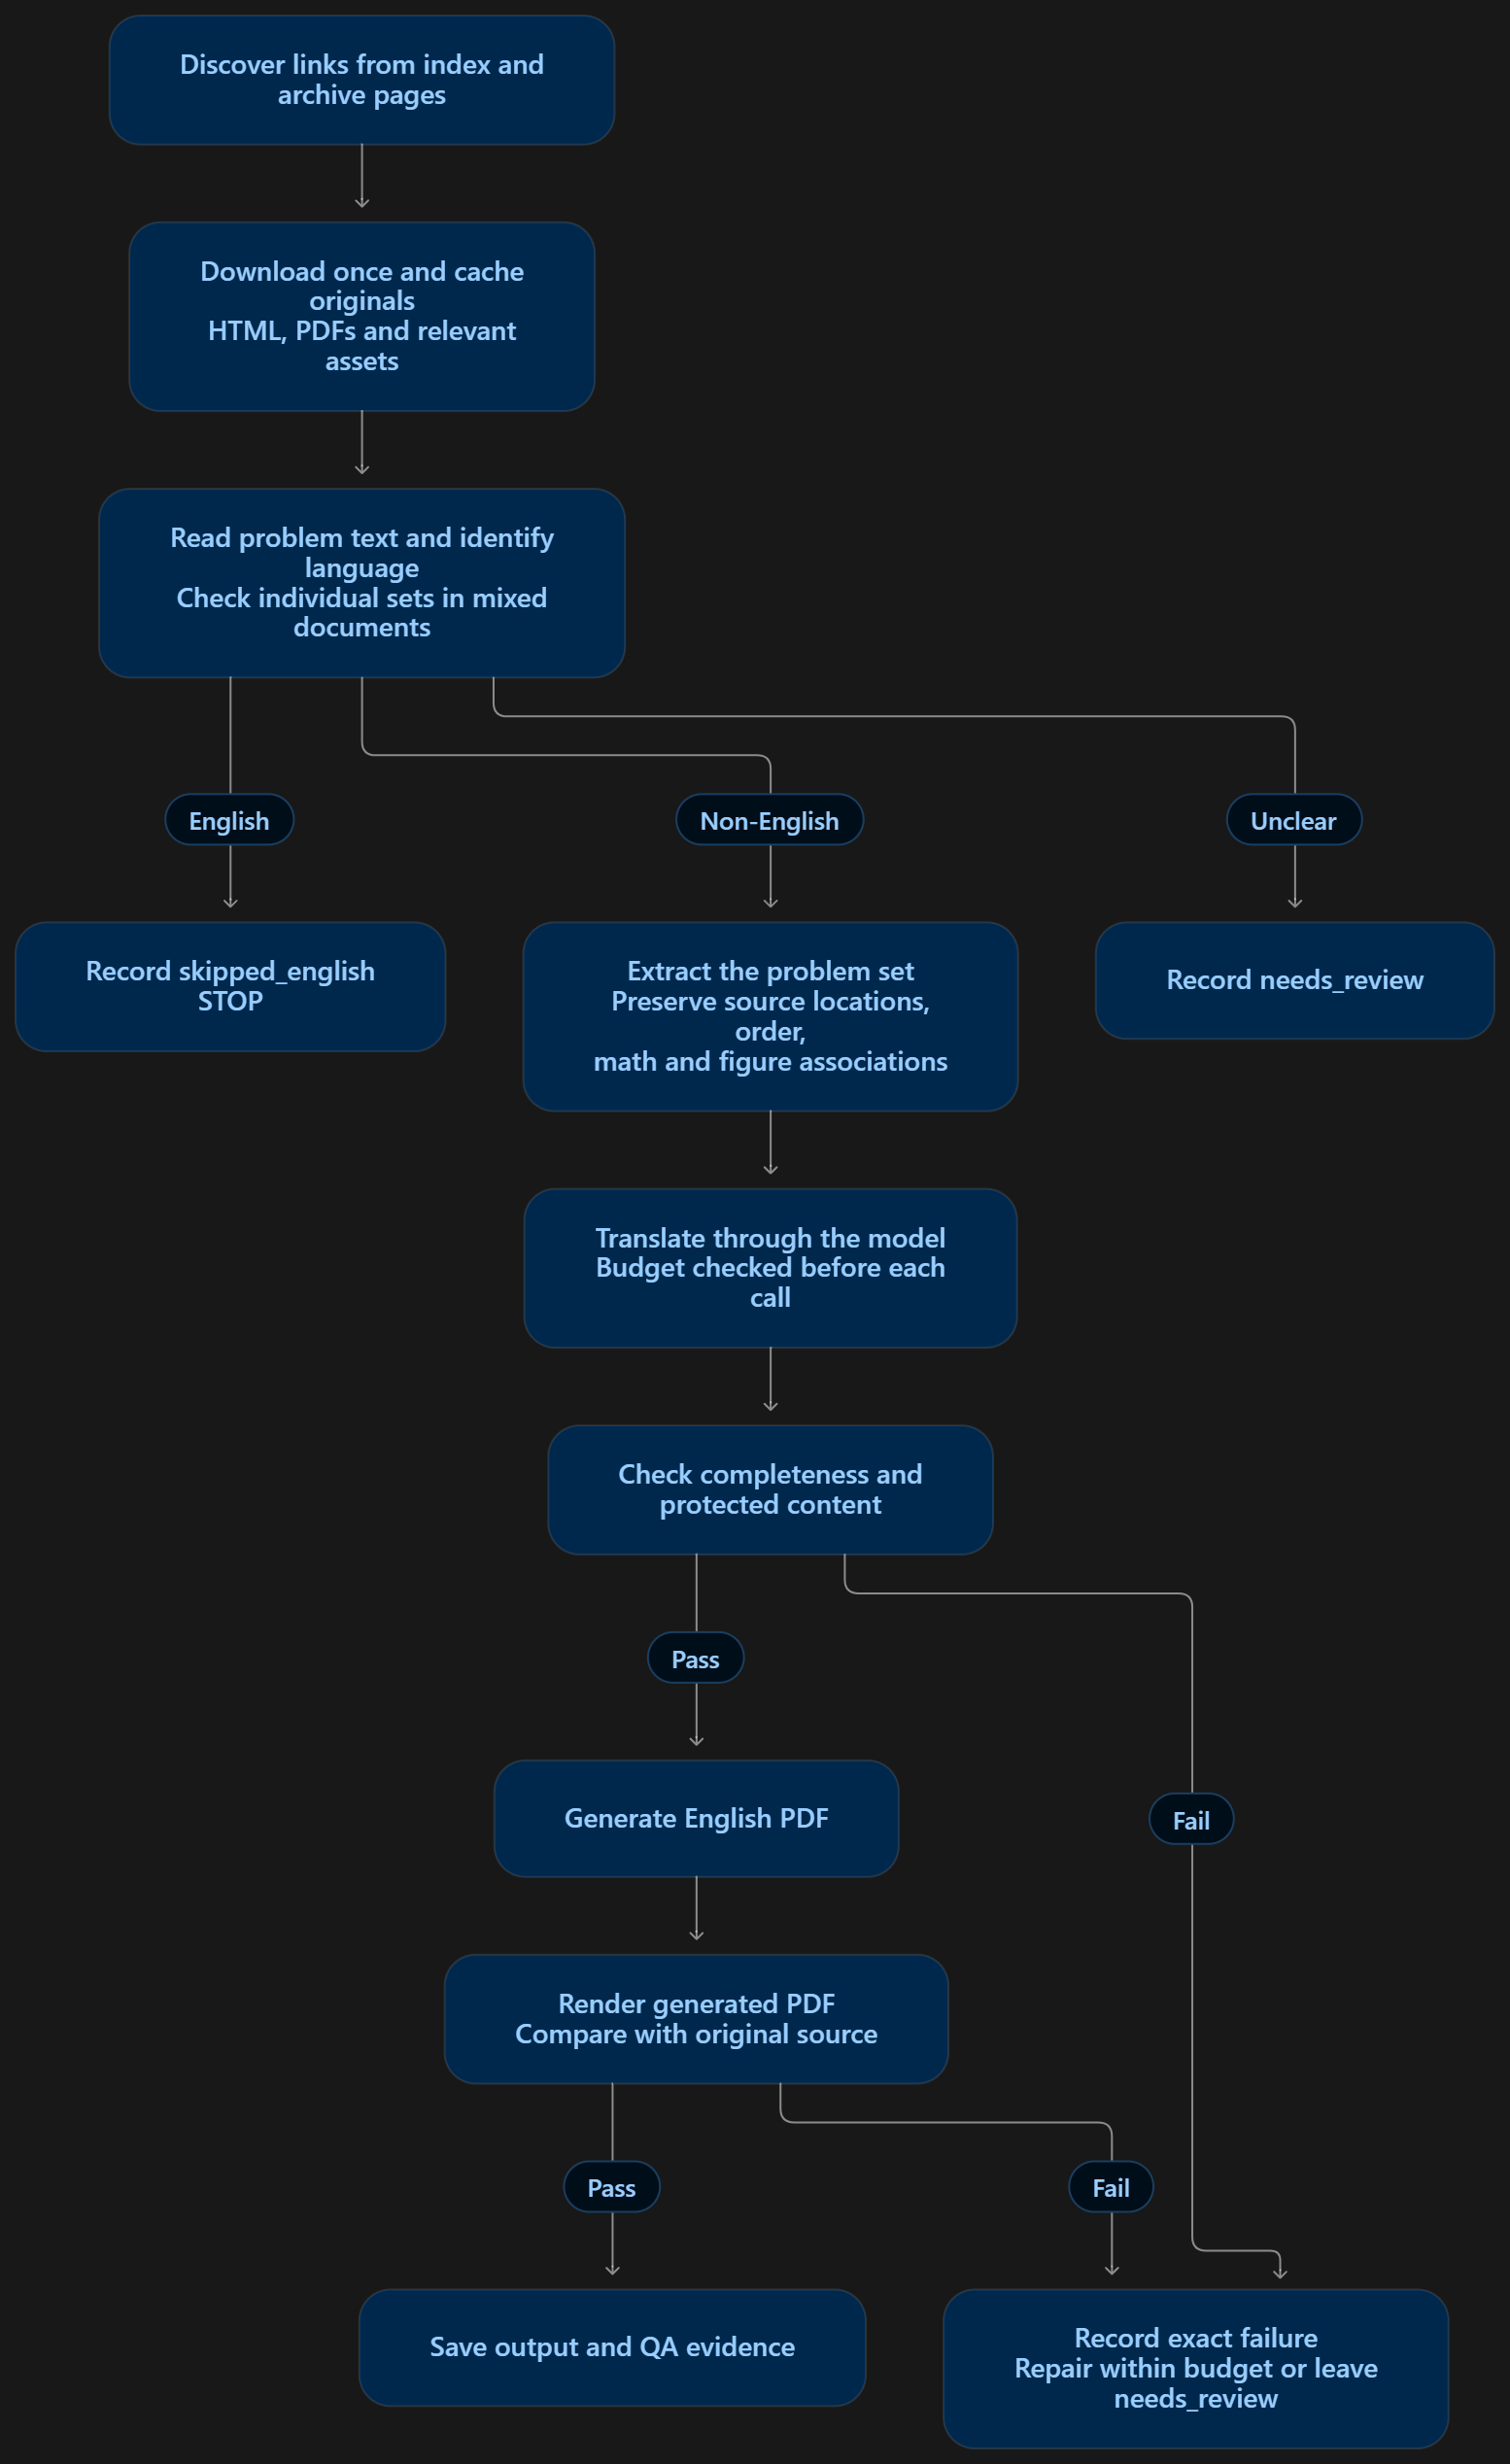 Discover links from index and
archive pages
Download once and cache
originals
HTML, PDFs and relevant
assets
Read problem text and identify
language
Check individual sets in mixed
documents
English
Non-English
Unclear
Record skipped_english
STOP
Extract the problem set
Preserve source locations,
order,
math and figure associations
Record needs_review
Translate through the model
Budget checked before each
call
Check completeness and
protected content
Pass
Generate English PDF
Fail
Render generated PDF
Compare with original source
Pass
Fail
Save output and QA evidence
Record exact failure
Repair within budget or leave
needs_review